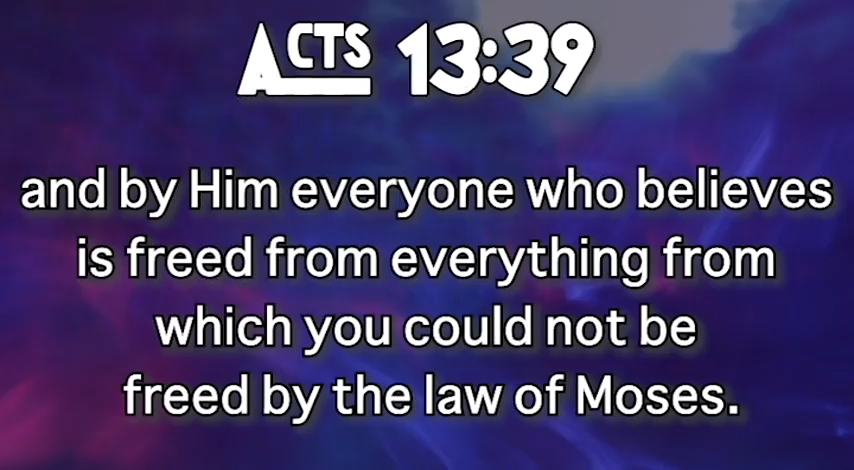 Acts 13:39
and by Him everyone who believes
is freed from everything from
which you could not be
freed by the law of Moses.